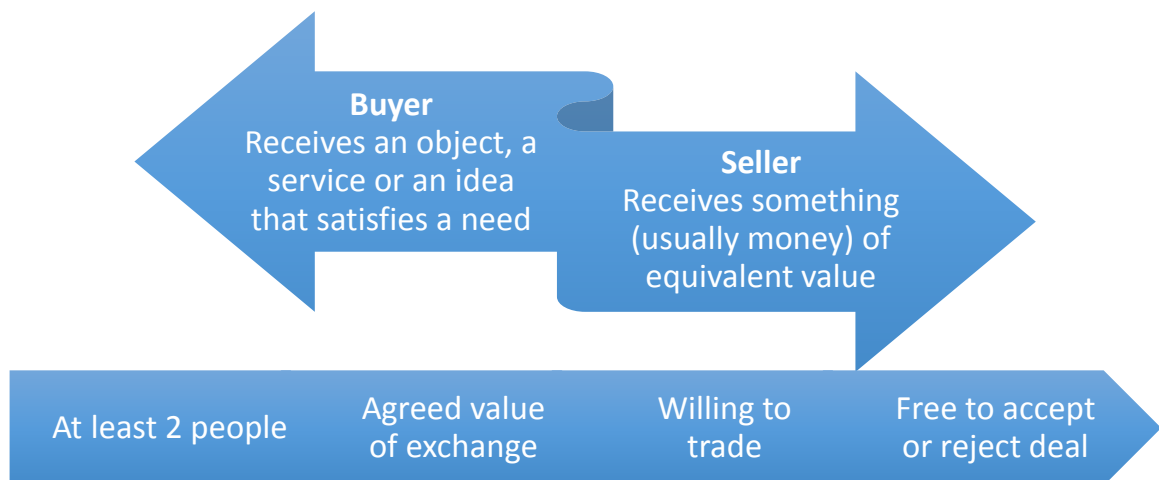 Buyer
Receives an object, a
service or an idea
that satisfies a need
Seller
Receives something
(usually money) of
equivalent value
At least 2 people
Agreed value
of exchange
Willing to
trade
Free to accept
or reject deal